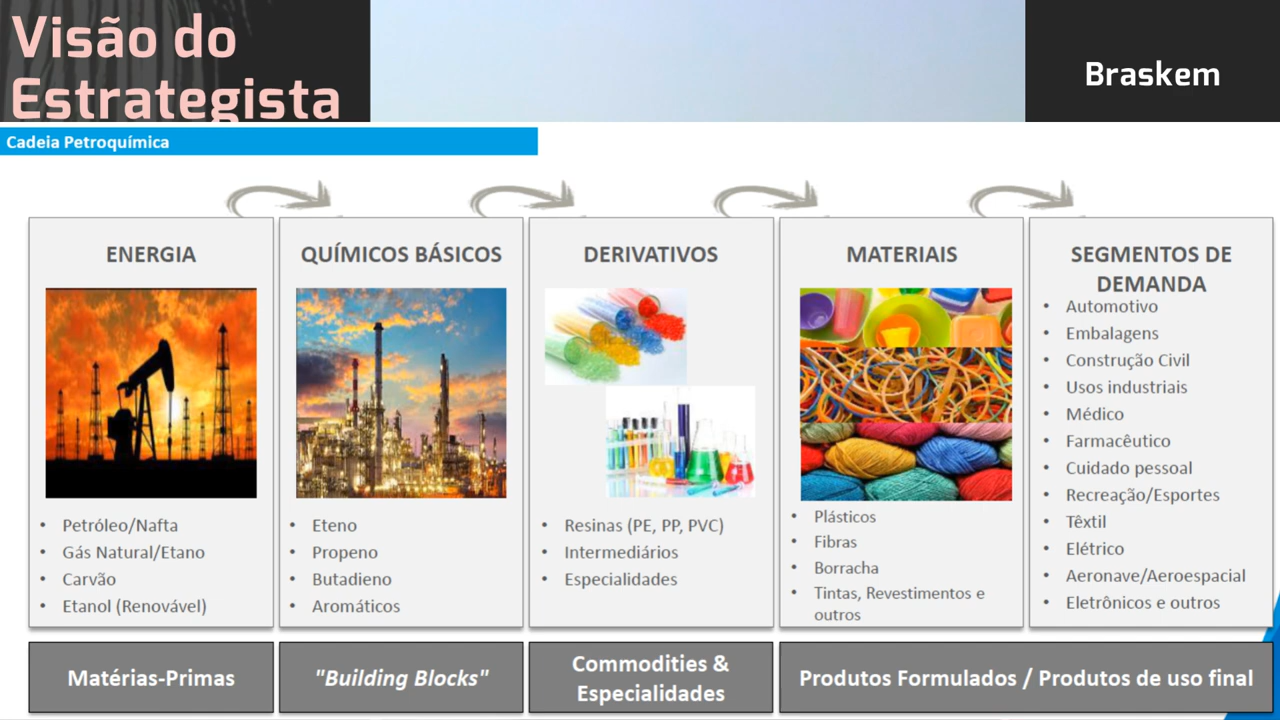 Visão do
Estrategista
Braskem
Cadeia Petroquímica
ENERGIA
• Petróleo/Nafta
• Gás Natural/Etano
• Carvão
• Etanol (Renovável)
Matérias-Primas
QUÍMICOS BÁSICOS
• Eteno
• Propeno
• Butadieno
• Aromáticos
"Building Blocks"
DERIVATIVOS
• Resinas (PE, PP, PVC)
• Intermediários
• Especialidades
Commodities &
Especialidades
MATERIAIS
• Plásticos
• Fibras
• Borracha
• Tintas, Revestimentos e
outros
SEGMENTOS DE
DEMANDA
• Automotivo
• Embalagens
• Construção Civil
• Usos industriais
• Médico
• Farmacêutico
• Cuidado pessoal
• Recreação/Esportes
• Têxtil
• Elétrico
• Aeronave/Aeroespacial
• Eletrônicos e outros
Produtos Formulados / Produtos de uso final